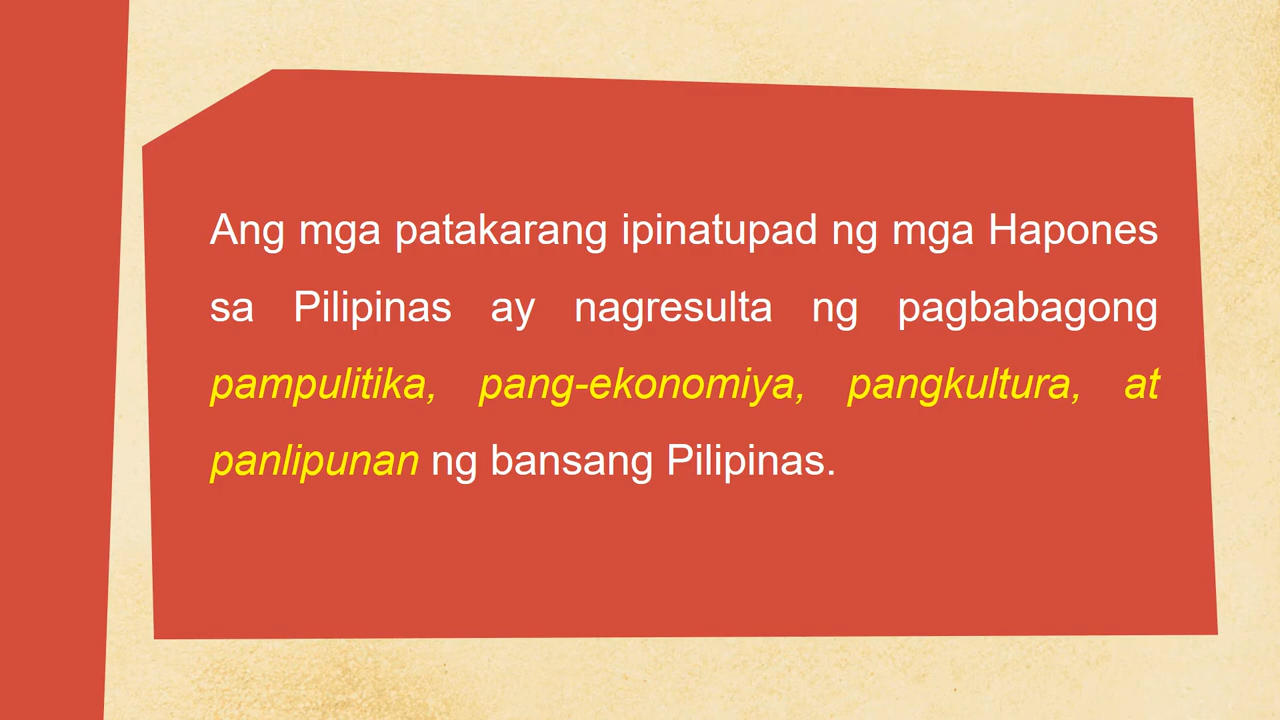 Ang mga patakarang ipinatupad ng mga Hapones
sa Pilipinas ay nagresulta ng pagbabagong
pampulitika, pang-ekonomiya, pangkultura, at
panlipunan ng bansang Pilipinas.